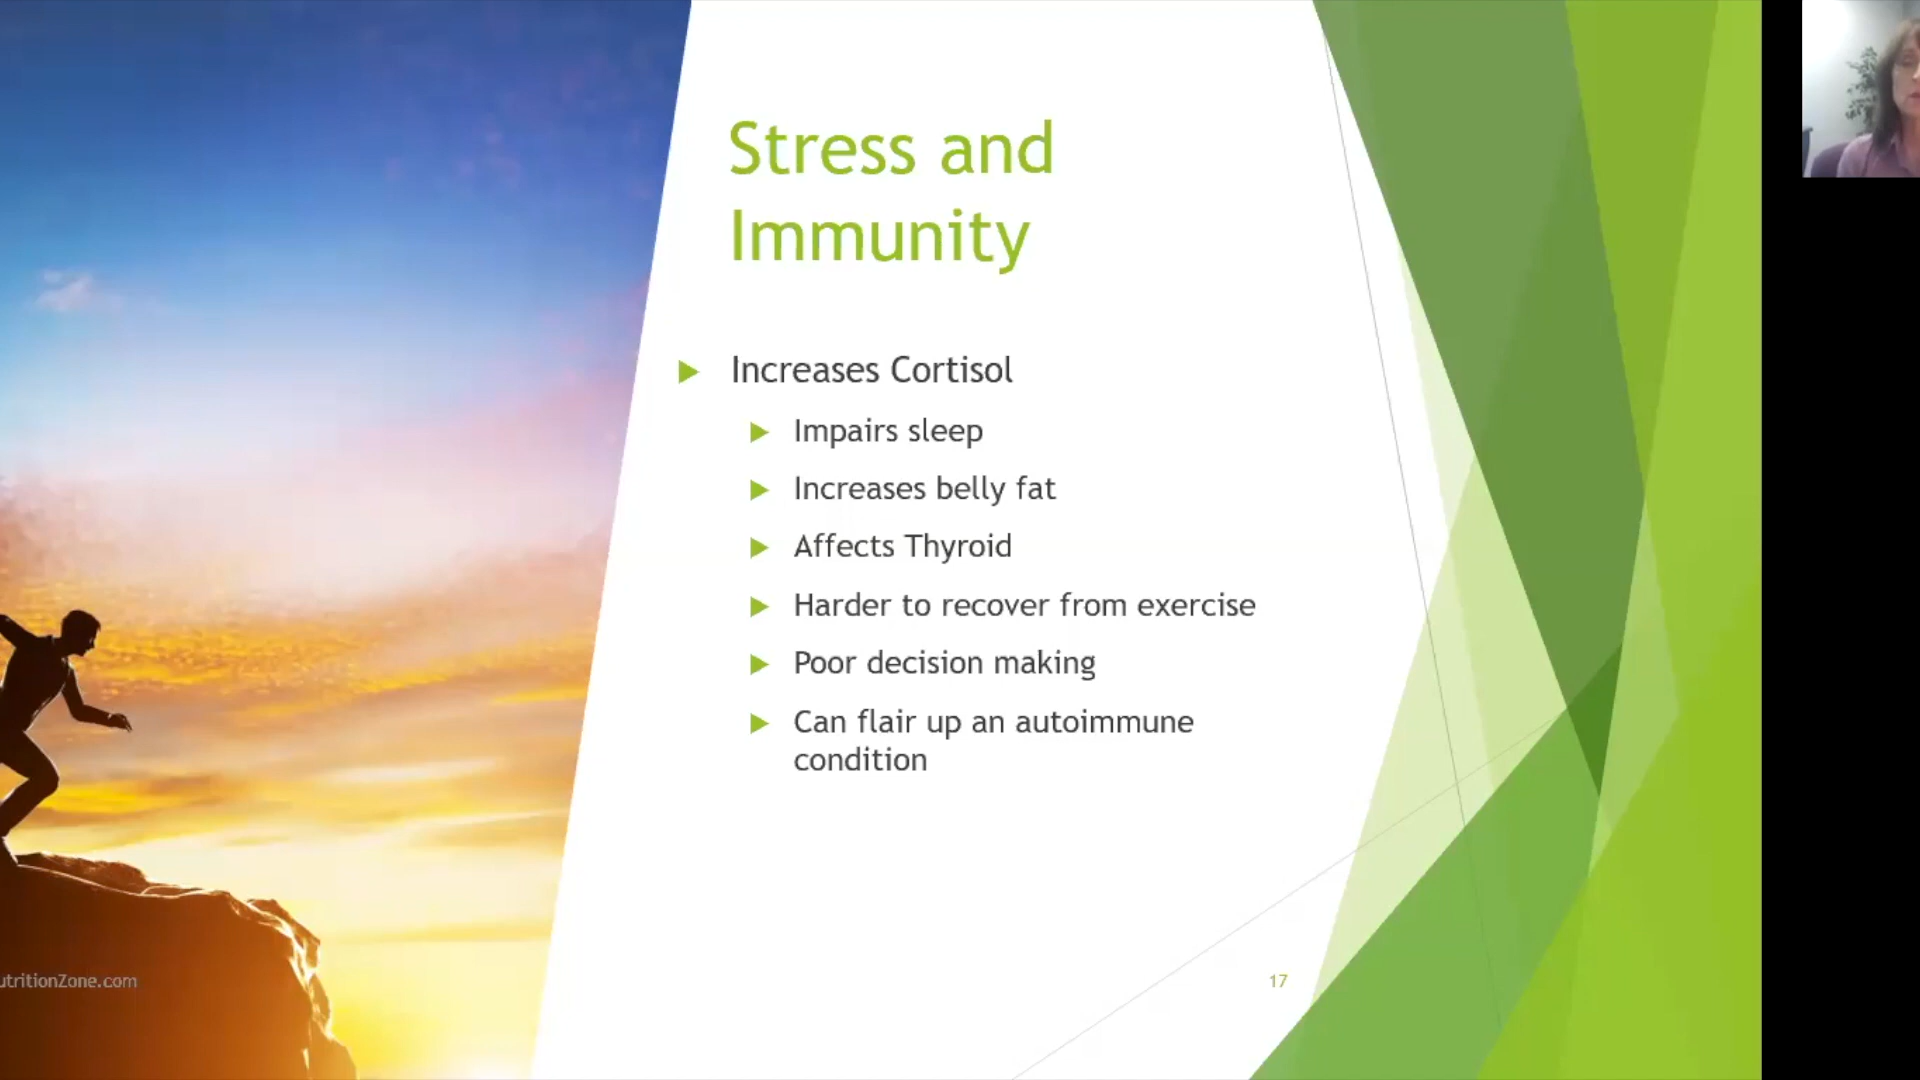 Stress and
Immunity
Increases Cortisol
Impairs sleep
Increases belly fat
Affects Thyroid
Harder to recover from exercise
Poor decision making
Can flair up an autoimmune
condition
utritionZone.com
17